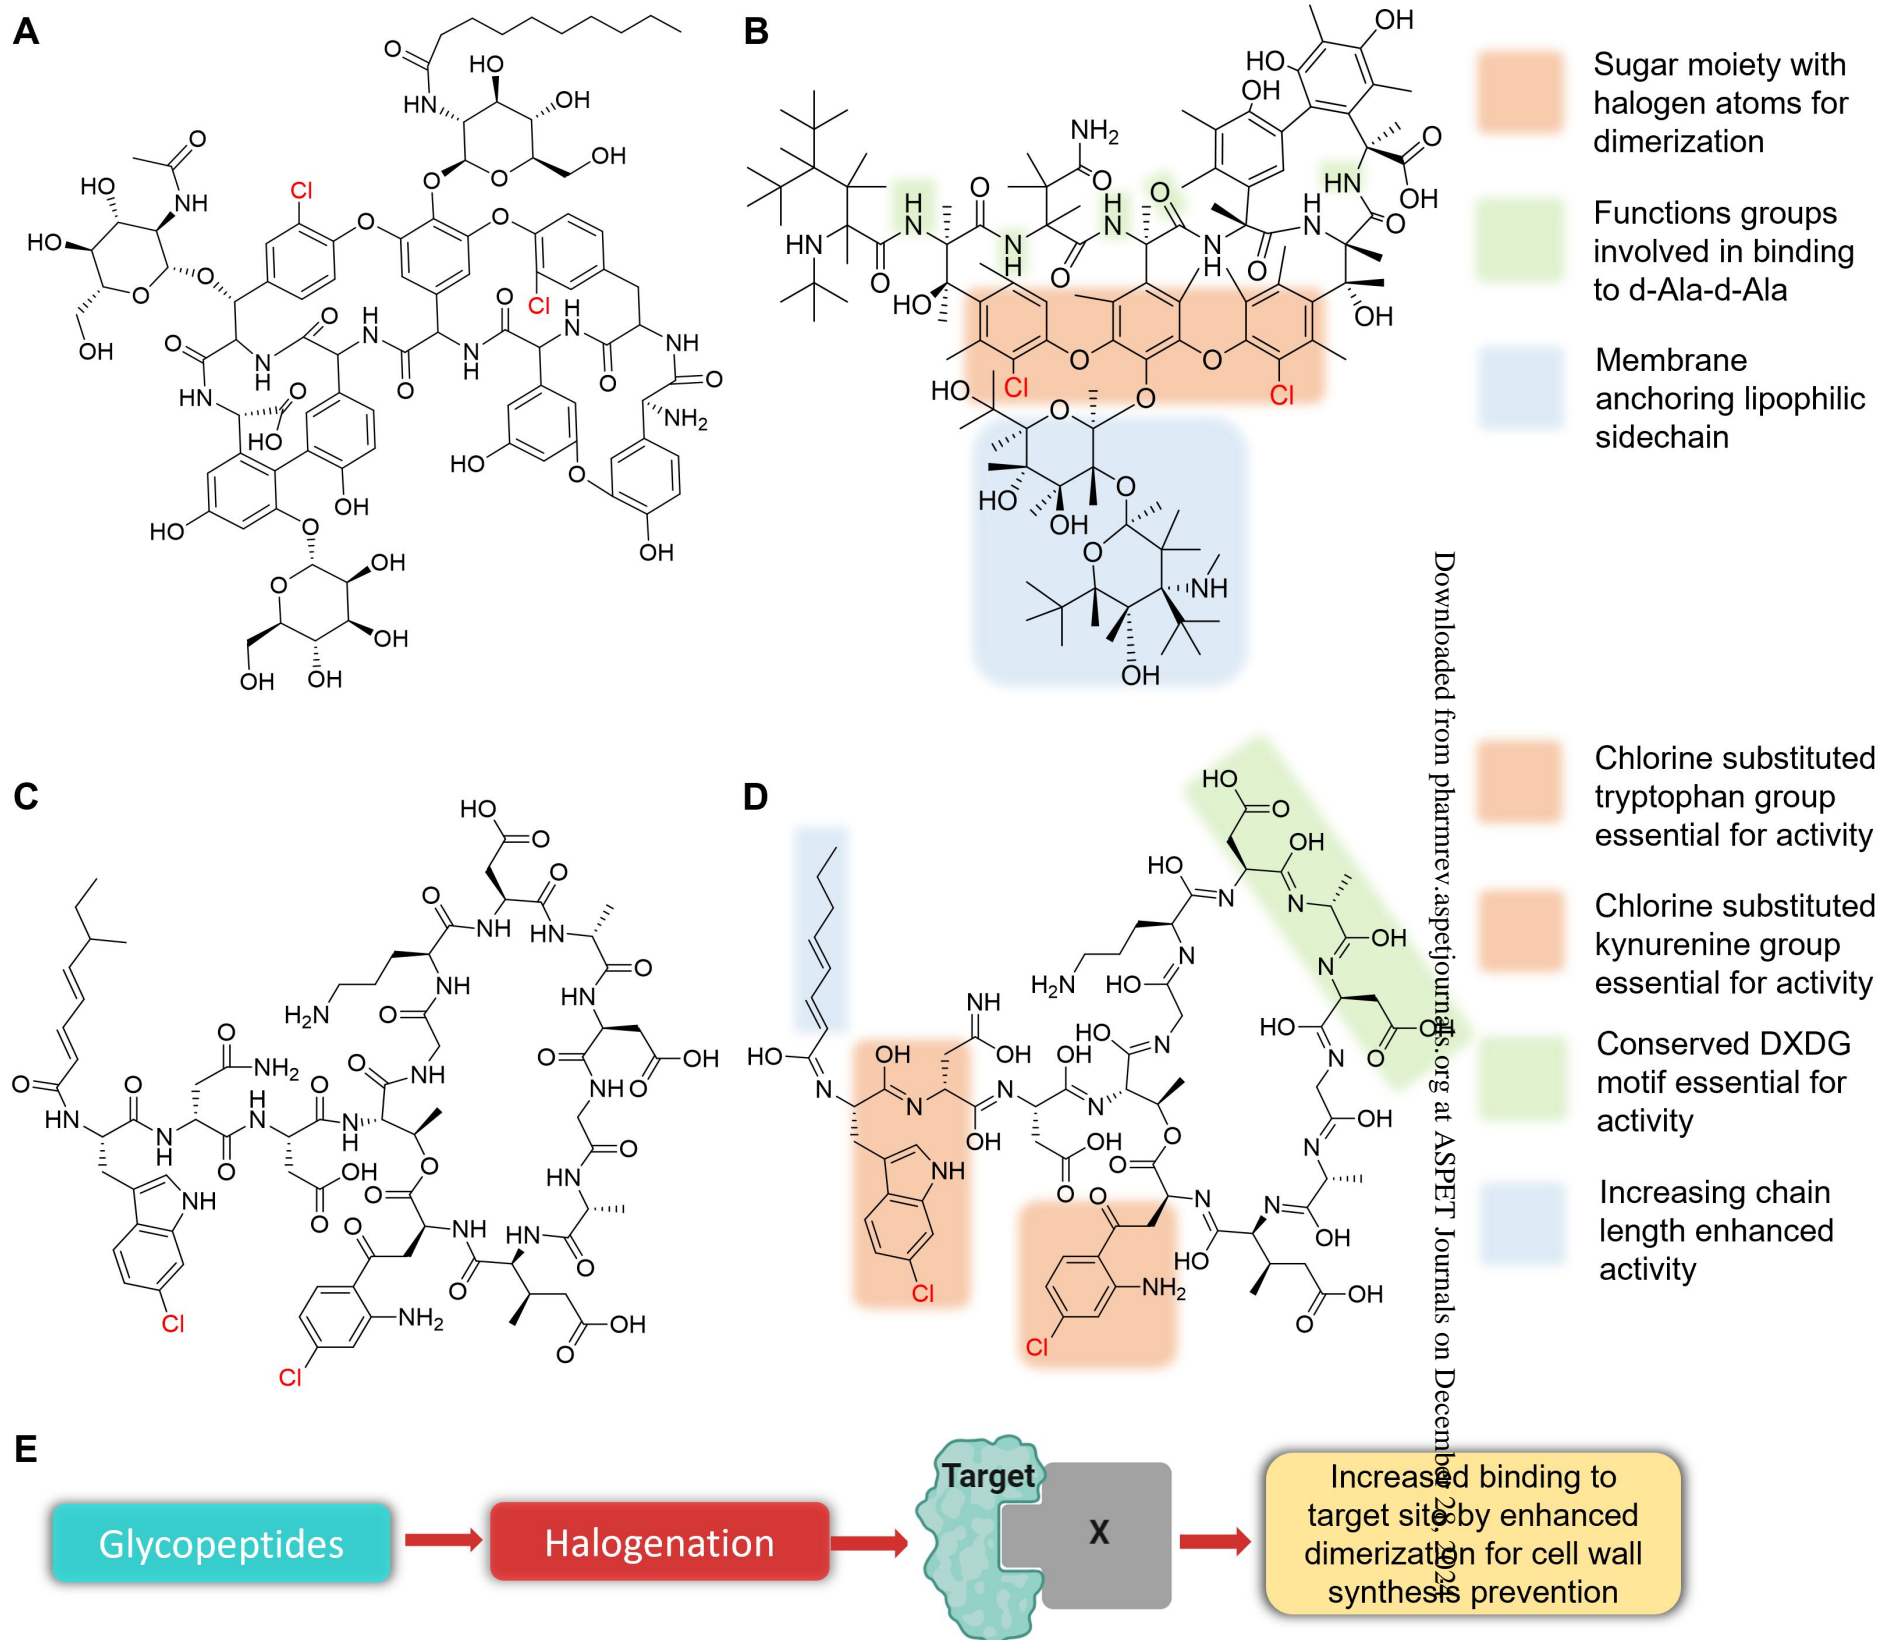 A
B
C
D
E
Sugar moiety with
halogen atoms for
dimerization
Functions groups
involved in binding
to d-Ala-d-Ala
Membrane
anchoring lipophilic
sidechain
Chlorine substituted
tryptophan group
essential for activity
Chlorine substituted
kynurenine group
essential for activity
Conserved DXDG
motif essential for
activity
Increasing chain
length enhanced
activity
Downloaded from pharmrev.aspetjournals.org at ASPET Journals on December 28, 2024
Glycopeptides
Halogenation
Target
X
Increased binding to
target site by enhanced
dimerization for cell wall
synthesis prevention